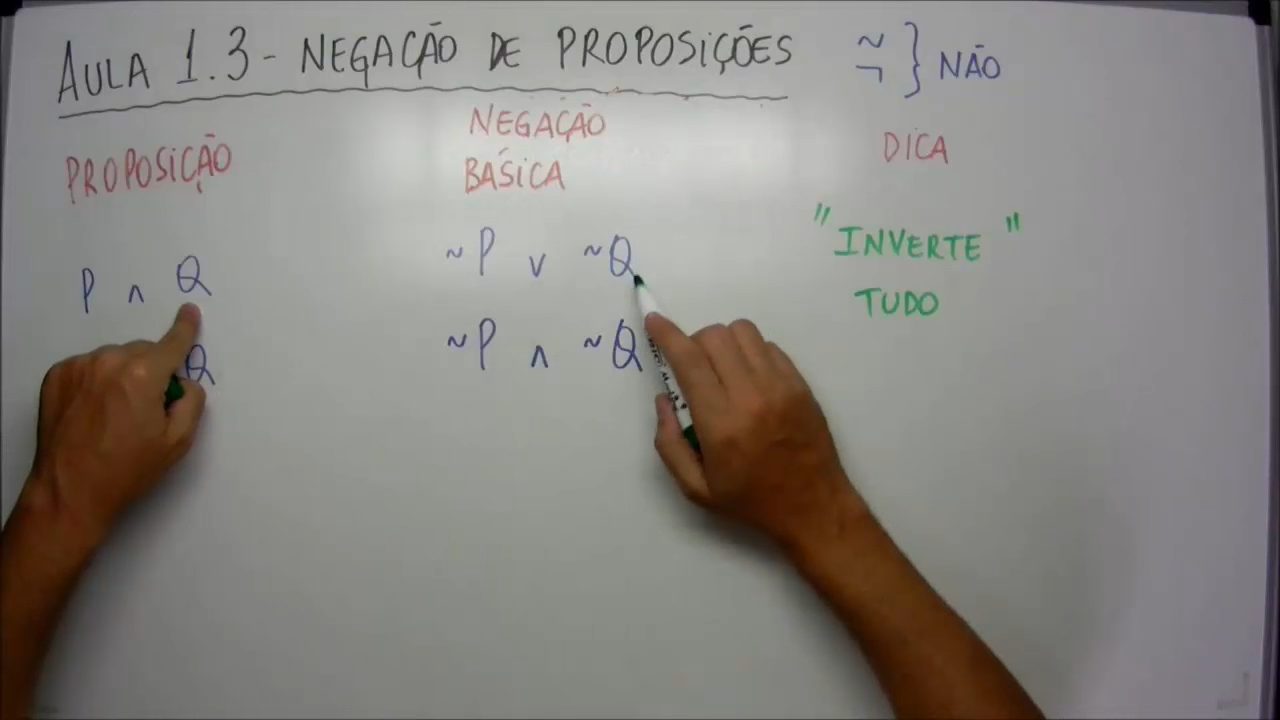 AULA 1.3 - NEGAÇÃO DE PROPOSIÇÕES
~
¬ } NÃO
PROPOSIÇÃO
NEGAÇÃO
BÁSICA
DICA
P ∧ Q
~P ∨ ~Q
"INVERTE"
TUDO
Q
~P ∧ ~Q